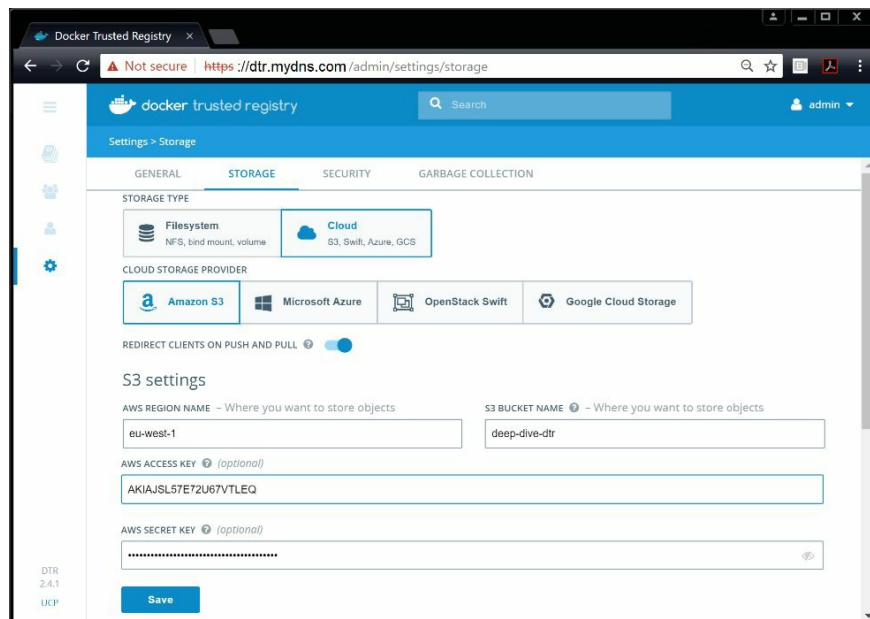 Docker Trusted Registry ×
Not secure | https://dtr.mydns.com/admin/settings/storage
docker trusted registry
Search
admin
Settings > Storage
GENERAL STORAGE SECURITY GARBAGE COLLECTION
STORAGE TYPE
Filesystem
NFS, bind mount, volume
Cloud
S3, Swift, Azure, GCS
CLOUD STORAGE PROVIDER
Amazon S3 Microsoft Azure OpenStack Swift Google Cloud Storage
REDIRECT CLIENTS ON PUSH AND PULL
S3 settings
AWS REGION NAME – Where you want to store objects
eu-west-1
S3 BUCKET NAME – Where you want to store objects
deep-dive-dtr
AWS ACCESS KEY (optional)
AKIAJSL57E72U67VTLEQ
AWS SECRET KEY (optional)
DTR
2.4.1
UCP
Save